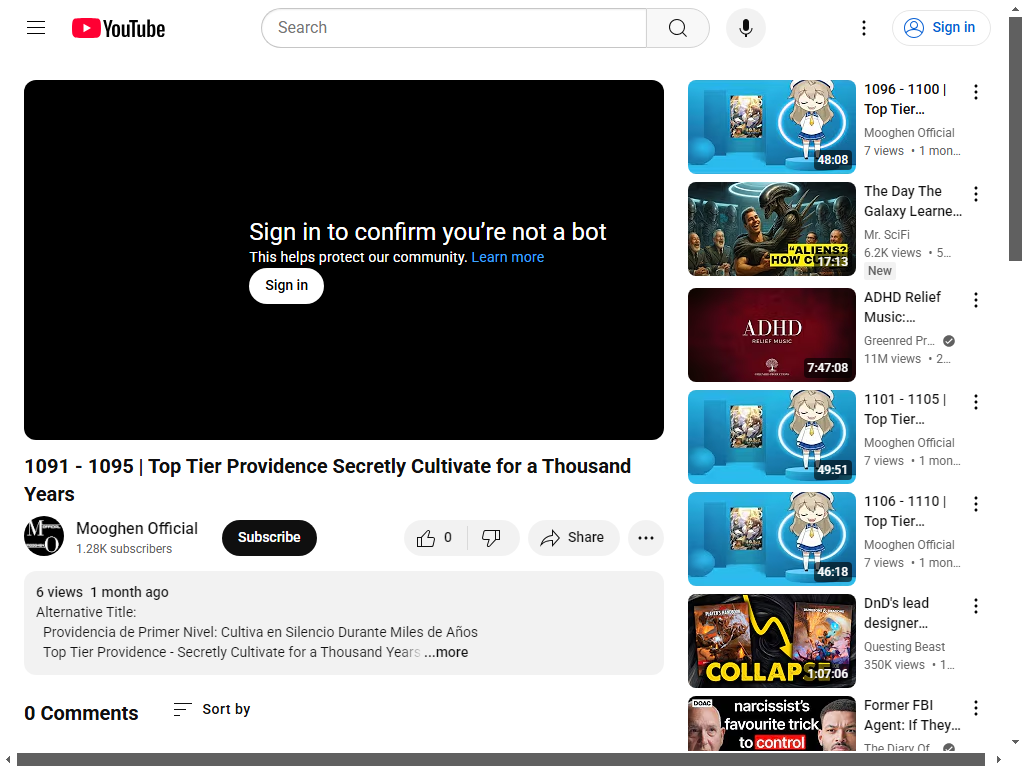 YouTube
Search
Sign in
Sign in to confirm you’re not a bot
This helps protect our community. Learn more
Sign in
1091 - 1095 | Top Tier Providence Secretly Cultivate for a Thousand
Years
Mooghen Official
1.28K subscribers
Subscribe
0
Share
6 views 1 month ago
Alternative Title:
Providencia de Primer Nivel: Cultiva en Silencio Durante Miles de Años
Top Tier Providence - Secretly Cultivate for a Thousand Years ...more
0 Comments
Sort by
48:08
1096 - 1100 |
Top Tier…
Mooghen Official
7 views • 1 mon…
“ALIENS?
HOW C
17:13
The Day The
Galaxy Learne…
Mr. SciFi
6.2K views • 5…
New
ADHD
RELIEF MUSIC
7:47:08
ADHD Relief
Music:…
Greenred Pr…
11M views • 2…
49:51
1101 - 1105 |
Top Tier…
Mooghen Official
7 views • 1 mon…
46:18
1106 - 1110 |
Top Tier…
Mooghen Official
7 views • 1 mon…
COLLAPSE
1:07:06
DnD's lead
designer…
Questing Beast
350K views • 1…
DOAC
narcissist's
favourite trick
to control
Former FBI
Agent: If They…
The Diary Of